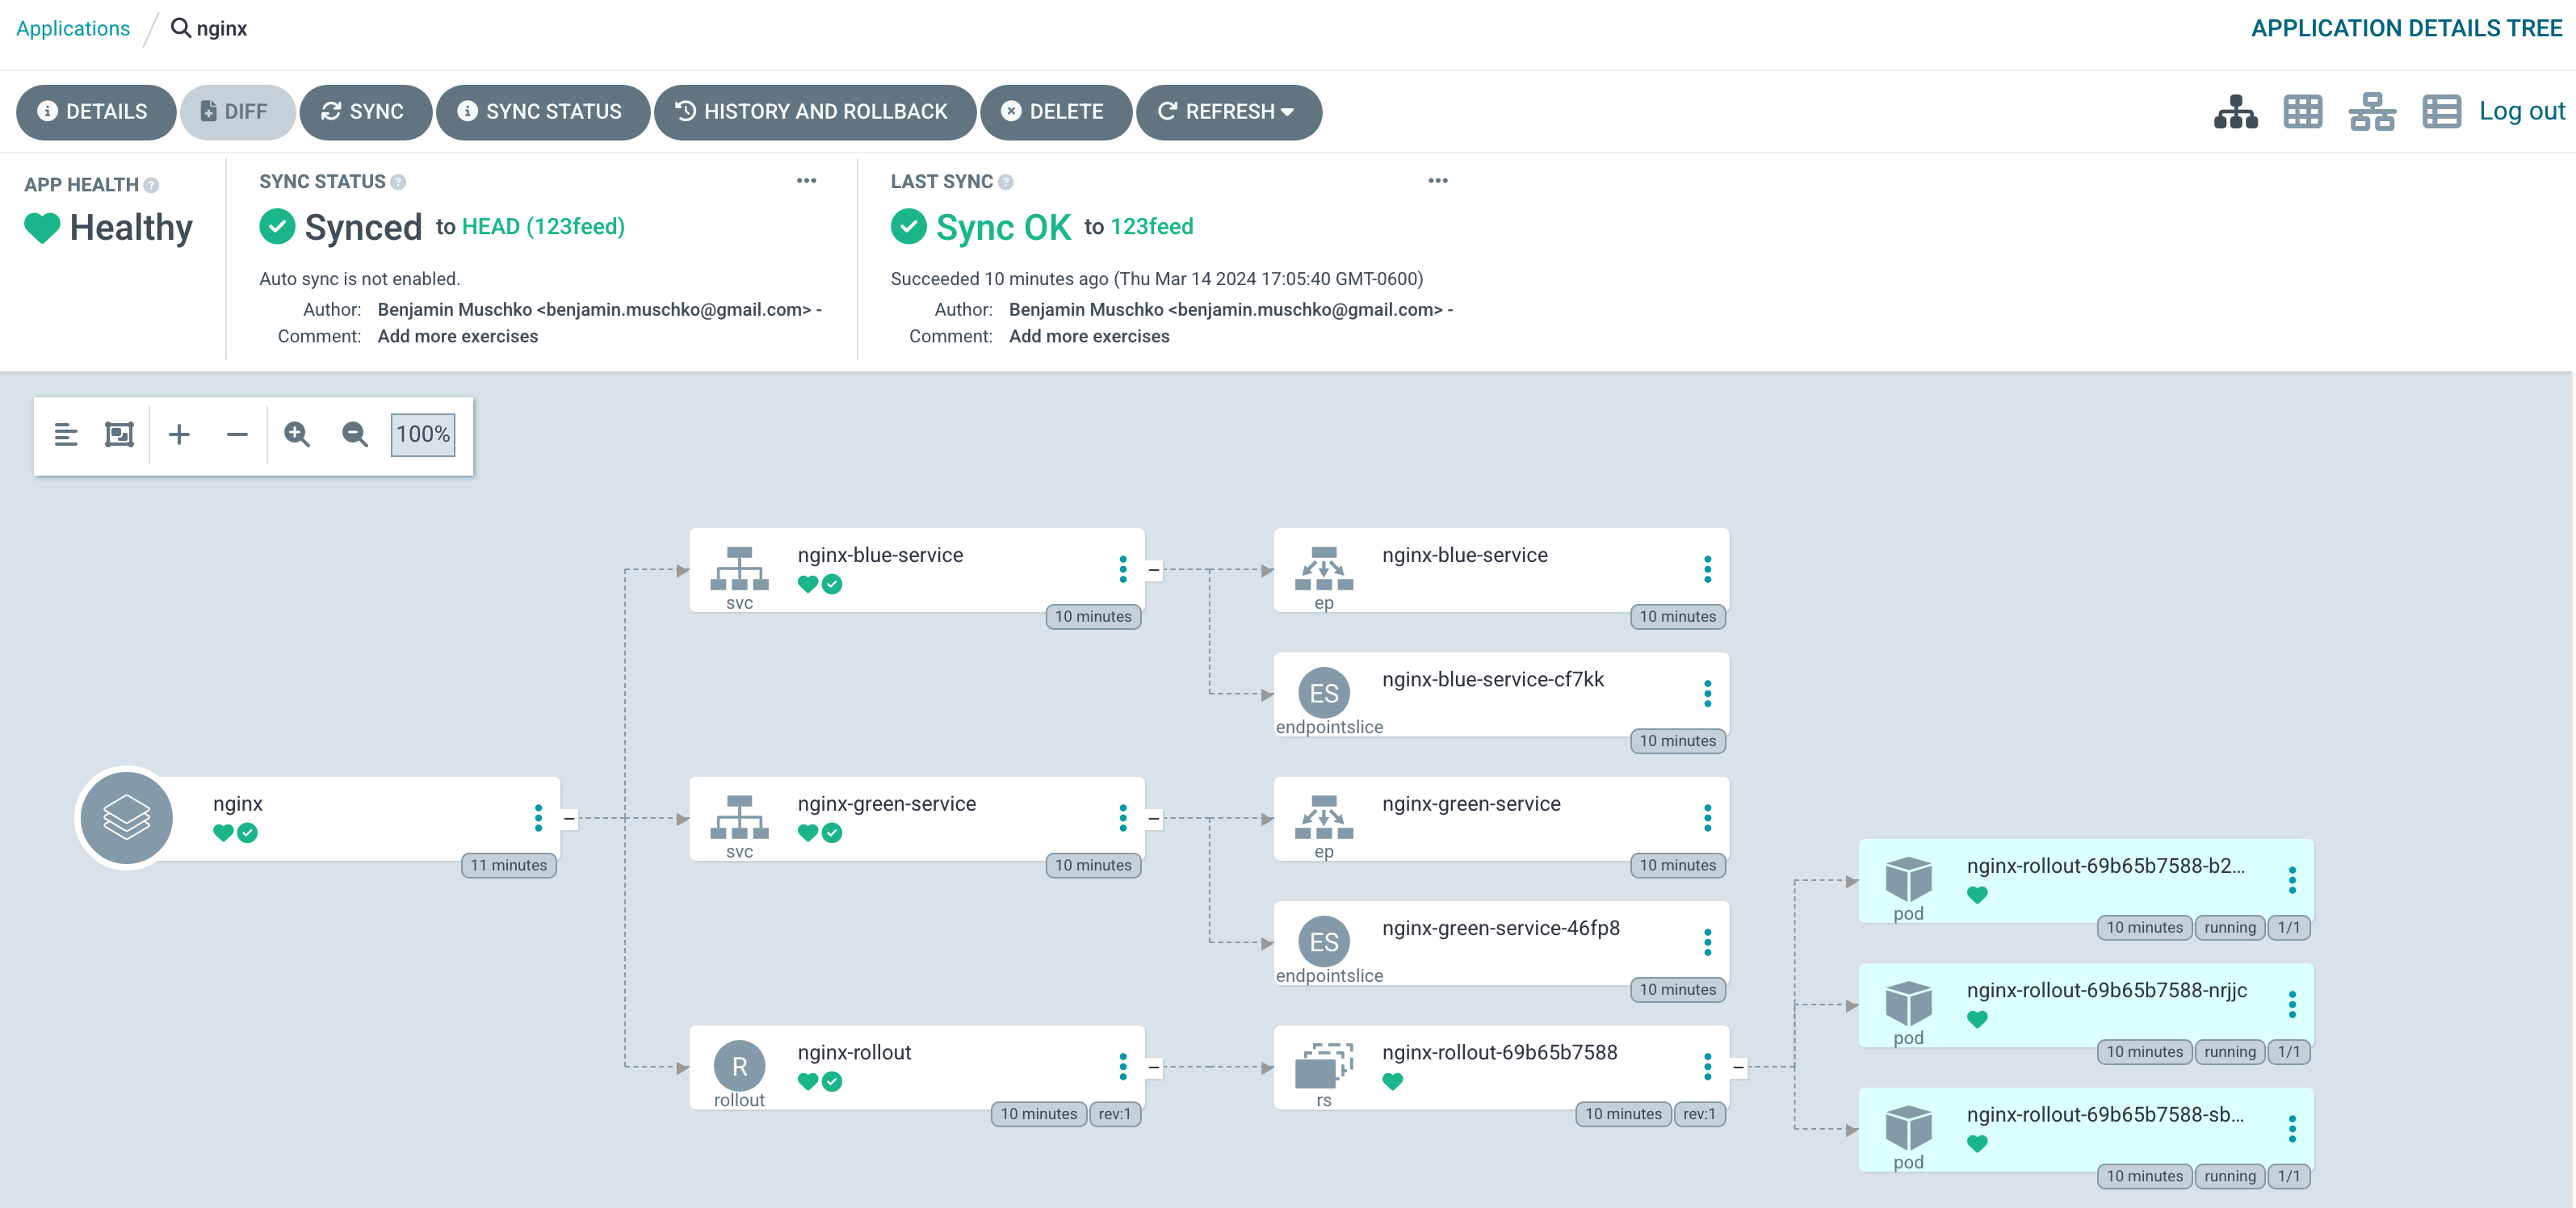 Applications / nginx
APPLICATION DETAILS TREE
DETAILS
DIFF
SYNC
SYNC STATUS
HISTORY AND ROLLBACK
DELETE
REFRESH
Log out
APP HEALTH ?
Healthy
SYNC STATUS ?
Synced to HEAD (123feed)
Auto sync is not enabled.
Author: Benjamin Muschko <benjamin.muschko@gmail.com> -
Comment: Add more exercises
LAST SYNC ?
Sync OK to 123feed
Succeeded 10 minutes ago (Thu Mar 14 2024 17:05:40 GMT-0600)
Author: Benjamin Muschko <benjamin.muschko@gmail.com> -
Comment: Add more exercises
100%
nginx
11 minutes
nginx-blue-service
svc
10 minutes
nginx-green-service
svc
10 minutes
R
nginx-rollout
rollout
10 minutes rev:1
nginx-blue-service
ep
10 minutes
ES
nginx-blue-service-cf7kk
endpointslice
10 minutes
nginx-green-service
ep
10 minutes
ES
nginx-green-service-46fp8
endpointslice
10 minutes
nginx-rollout-69b65b7588
rs
10 minutes rev:1
nginx-rollout-69b65b7588-b2...
pod
10 minutes running 1/1
nginx-rollout-69b65b7588-nrjjc
pod
10 minutes running 1/1
nginx-rollout-69b65b7588-sb...
pod
10 minutes running 1/1